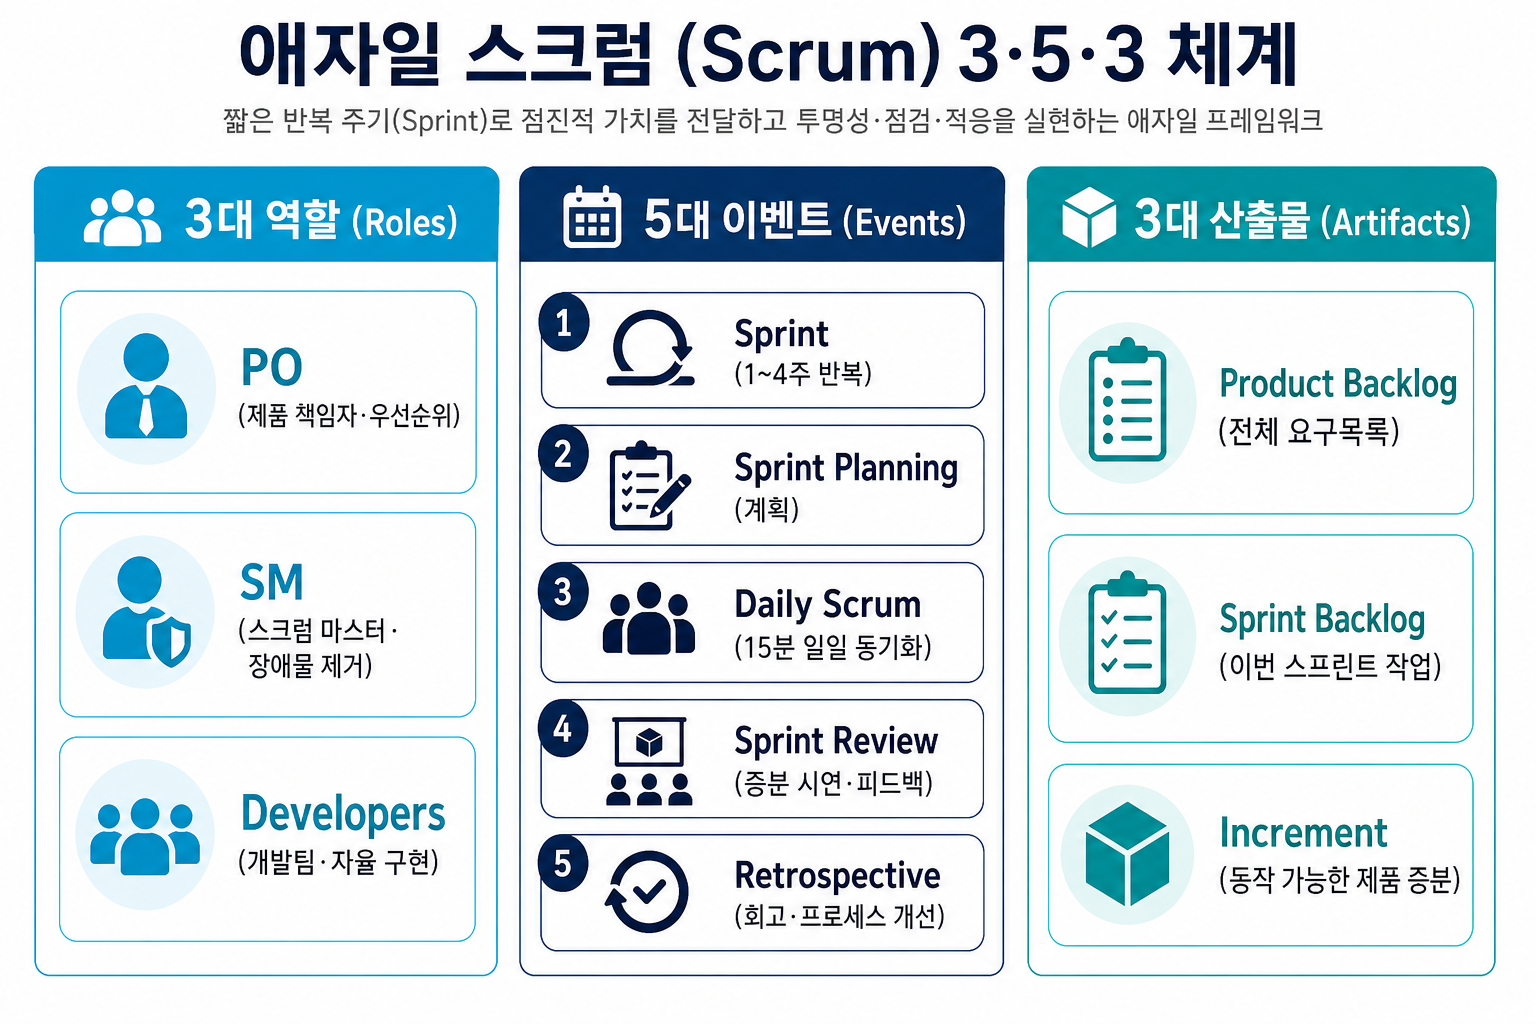 애자일 스크럼 (Scrum) 3·5·3 체계
짧은 반복 주기(Sprint)로 점진적 가치를 전달하고 투명성·점검·적응을 실현하는 애자일 프레임워크
3대 역할 (Roles)
PO
(제품 책임자·우선순위)
SM
(스크럼 마스터·
장애물 제거)
Developers
(개발팀·자율 구현)
5대 이벤트 (Events)
1
Sprint
(1~4주 반복)
2
Sprint Planning
(계획)
3
Daily Scrum
(15분 일일 동기화)
4
Sprint Review
(증분 시연·피드백)
5
Retrospective
(회고·프로세스 개선)
3대 산출물 (Artifacts)
Product Backlog
(전체 요구목록)
Sprint Backlog
(이번 스프린트 작업)
Increment
(동작 가능한 제품 증분)